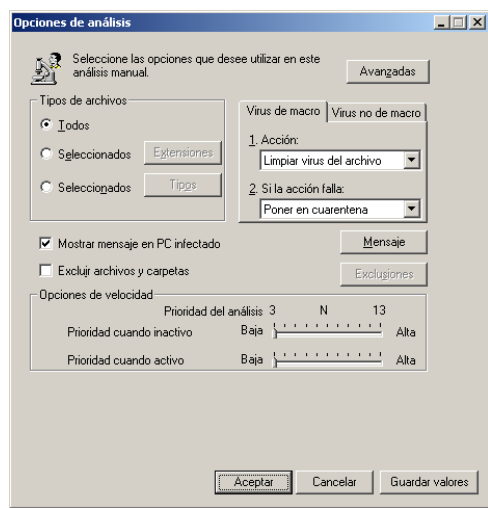 Opciones de análisis
Seleccione las opciones que desee utilizar en este
análisis manual.
Avanzadas
Tipos de archivos
Todos
Seleccionados
Extensiones
Seleccionados
Tipos
Virus de macro
Virus no de macro
1. Acción:
Limpiar virus del archivo
2. Si la acción falla:
Poner en cuarentena
Mostrar mensaje en PC infectado
Mensaje
Excluir archivos y carpetas
Exclusiones
Opciones de velocidad
Prioridad del análisis 3 N 13
Prioridad cuando inactivo Baja Alta
Prioridad cuando activo Baja Alta
Aceptar
Cancelar
Guardar valores